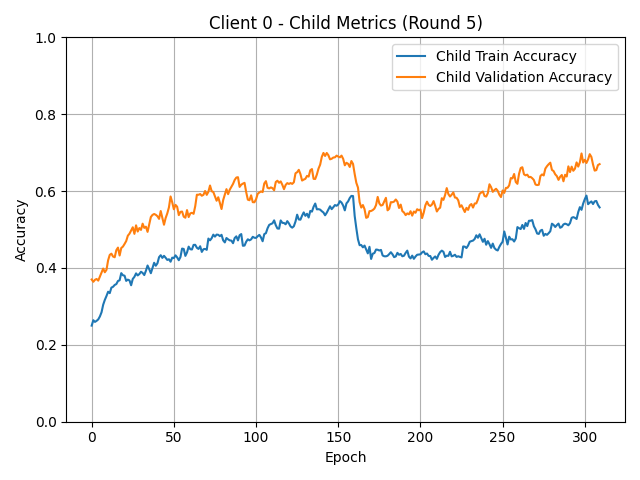 Client 0 - Child Metrics (Round 5)
Child Train Accuracy
Child Validation Accuracy
Accuracy
1.0
0.8
0.6
0.4
0.2
0.0
0 50 100 150 200 250 300
Epoch